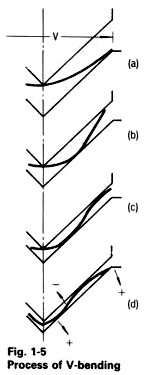 V
(a)
(b)
(c)
(d)
−
+
+
Fig. 1-5
Process of V-bending